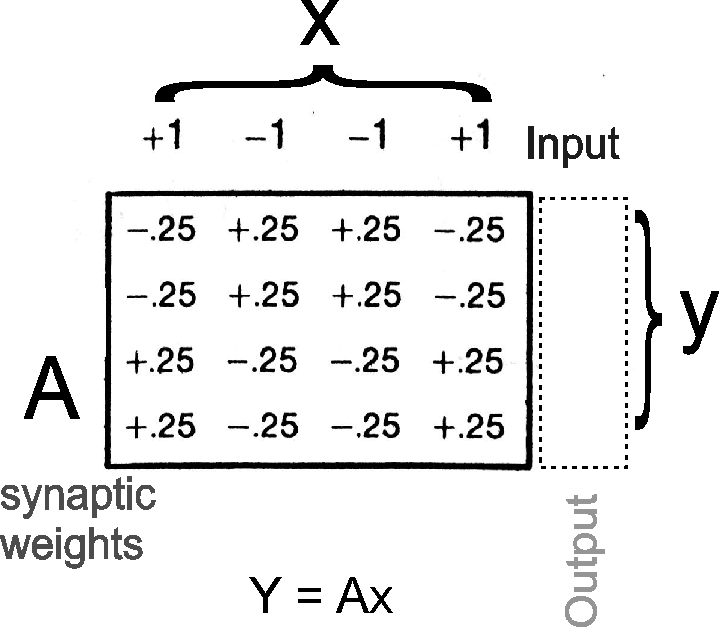 X
+1 −1 −1 +1 Input
−.25 +.25 +.25 −.25
−.25 +.25 +.25 −.25
y
+.25 −.25 −.25 +.25
A
+.25 −.25 −.25 +.25
synaptic
weights
Output
Y = Ax